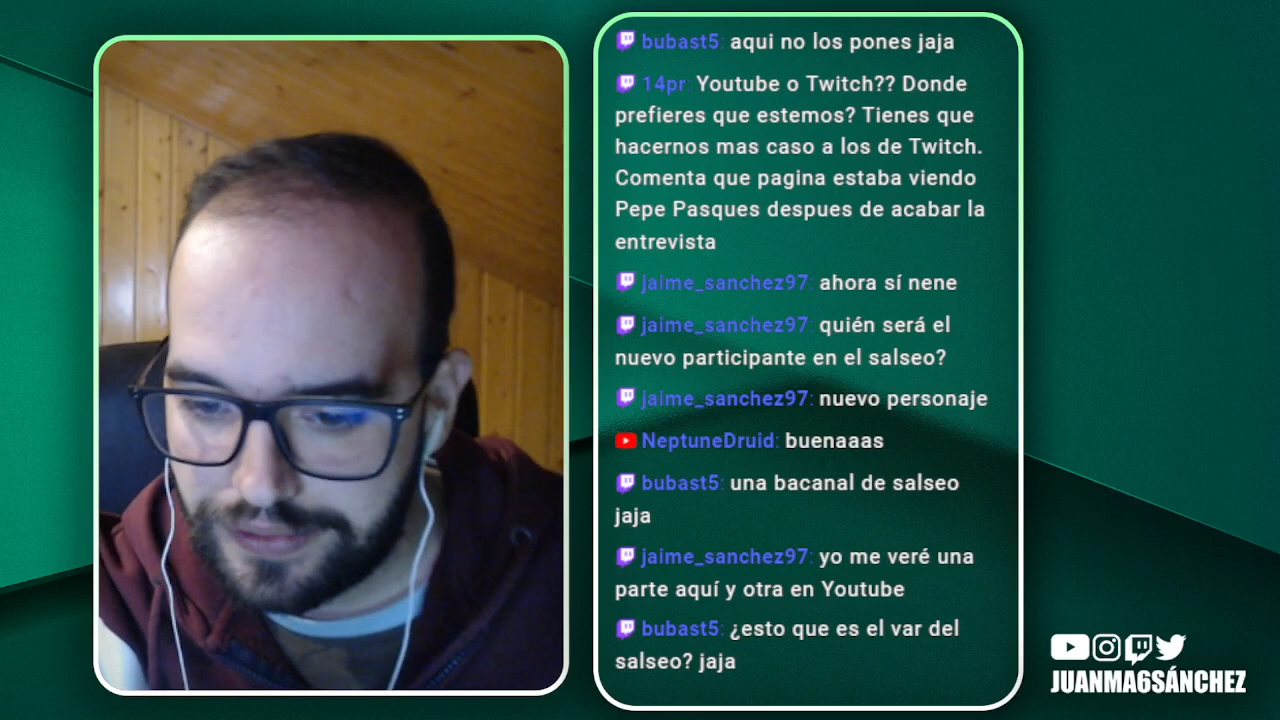 bubast5: aqui no los pones jaja
14pr: Youtube o Twitch?? Donde
prefieres que estemos? Tienes que
hacernos mas caso a los de Twitch.
Comenta que pagina estaba viendo
Pepe Pasques despues de acabar la
entrevista
jaime_sanchez97: ahora sí nene
jaime_sanchez97: quién será el
nuevo participante en el salseo?
jaime_sanchez97: nuevo personaje
NeptuneDruid: buenaaas
bubast5: una bacanal de salseo
jaja
jaime_sanchez97: yo me veré una
parte aquí y otra en Youtube
bubast5: ¿esto que es el var del
salseo? jaja
JUANMA6SÁNCHEZ